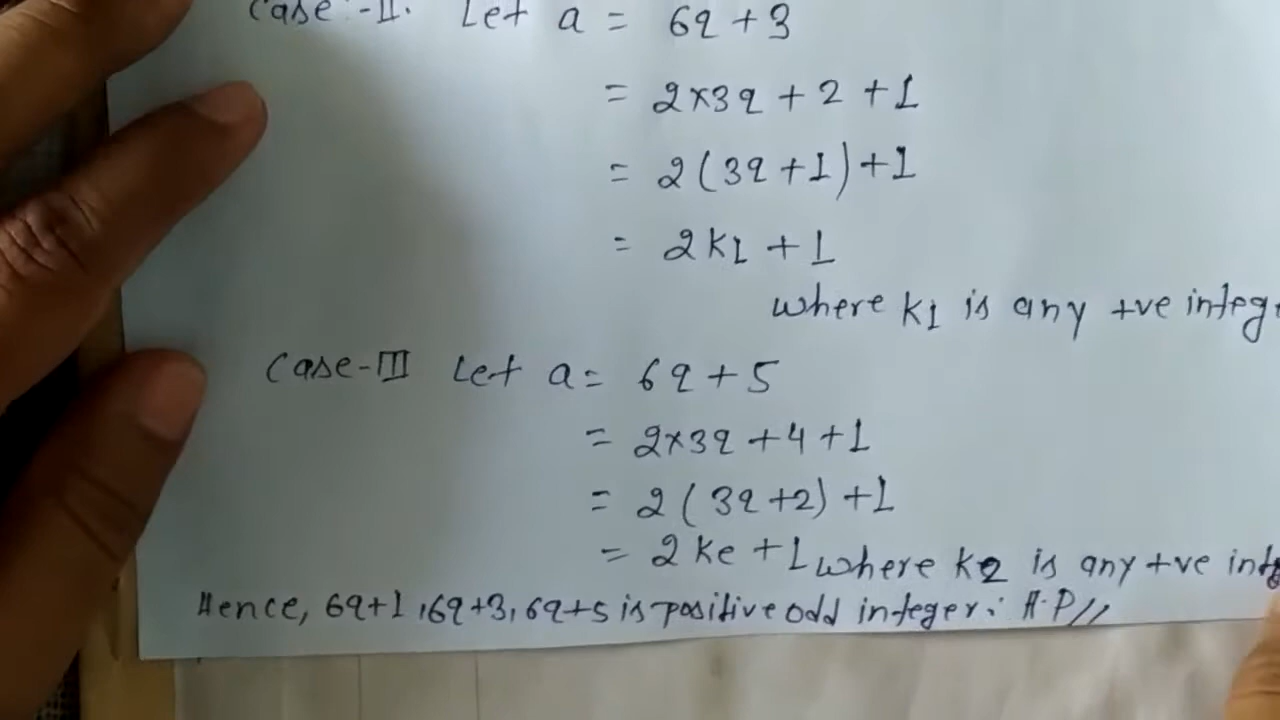 Case-II. Let a = 6q + 3
= 2×3q + 2 + 1
= 2(3q + 1) + 1
= 2k1 + 1
where k1 is any +ve integ
Case-III Let a = 6q + 5
= 2×3q + 4 + 1
= 2(3q + 2) + 1
= 2ke + 1 where k2 is any +ve int
Hence, 6q+1, 6q+3, 6q+5 is positive odd integer. H.P//